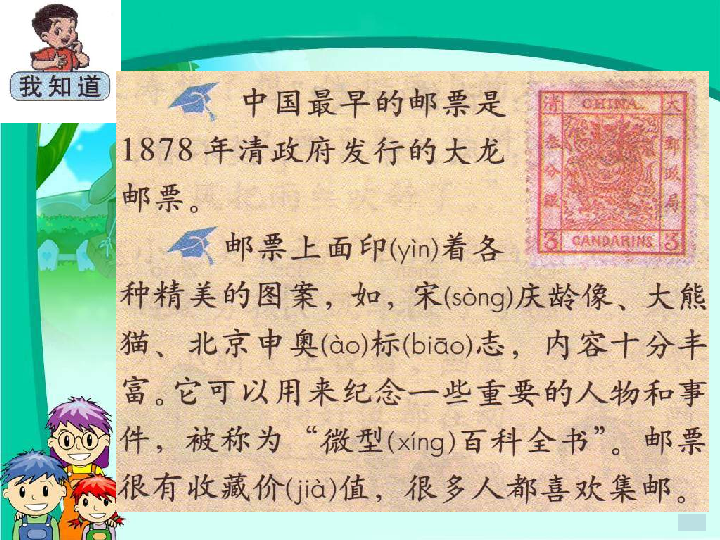 我知道
中国最早的邮票是
1878年清政府发行的大龙
邮票。
邮票上面印(yìn)着各
种精美的图案，如，宋(sòng)庆龄像、大熊
猫、北京申奥(ào)标(biāo)志，内容十分丰
富。它可以用来纪念一些重要的人物和事
件，被称为“微型(xíng)百科全书”。邮票
很有收藏价(jià)值，很多人都喜欢集邮。
清 CHINA 大
叁分银
邮政局
3 CANDARINS 3